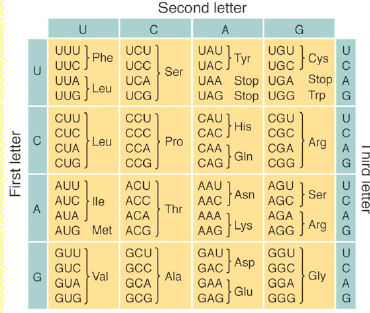 Second letter
U C A G
First letter
Third letter
U
UUU UCU UAU UGU U
UUC Phe UCC UAC Tyr UGC Cys C
UUA UCA Ser UAA Stop UGA Stop A
UUG Leu UCG UAG Stop UGG Trp G
C
CUU CCU CAU CGU U
CUC CCC CAC His CGC C
CUA Leu CCA Pro CAA CGA Arg A
CUG CCG CAG Gln CGG G
A
AUU ACU AAU AGU U
AUC Ile ACC AAC Asn AGC Ser C
AUA ACA Thr AAA AGA A
AUG Met ACG AAG Lys AGG Arg G
G
GUU GCU GAU GGU U
GUC GCC GAC Asp GGC C
GUA Val GCA Ala GAA GGA Gly A
GUG GCG GAG Glu GGG G